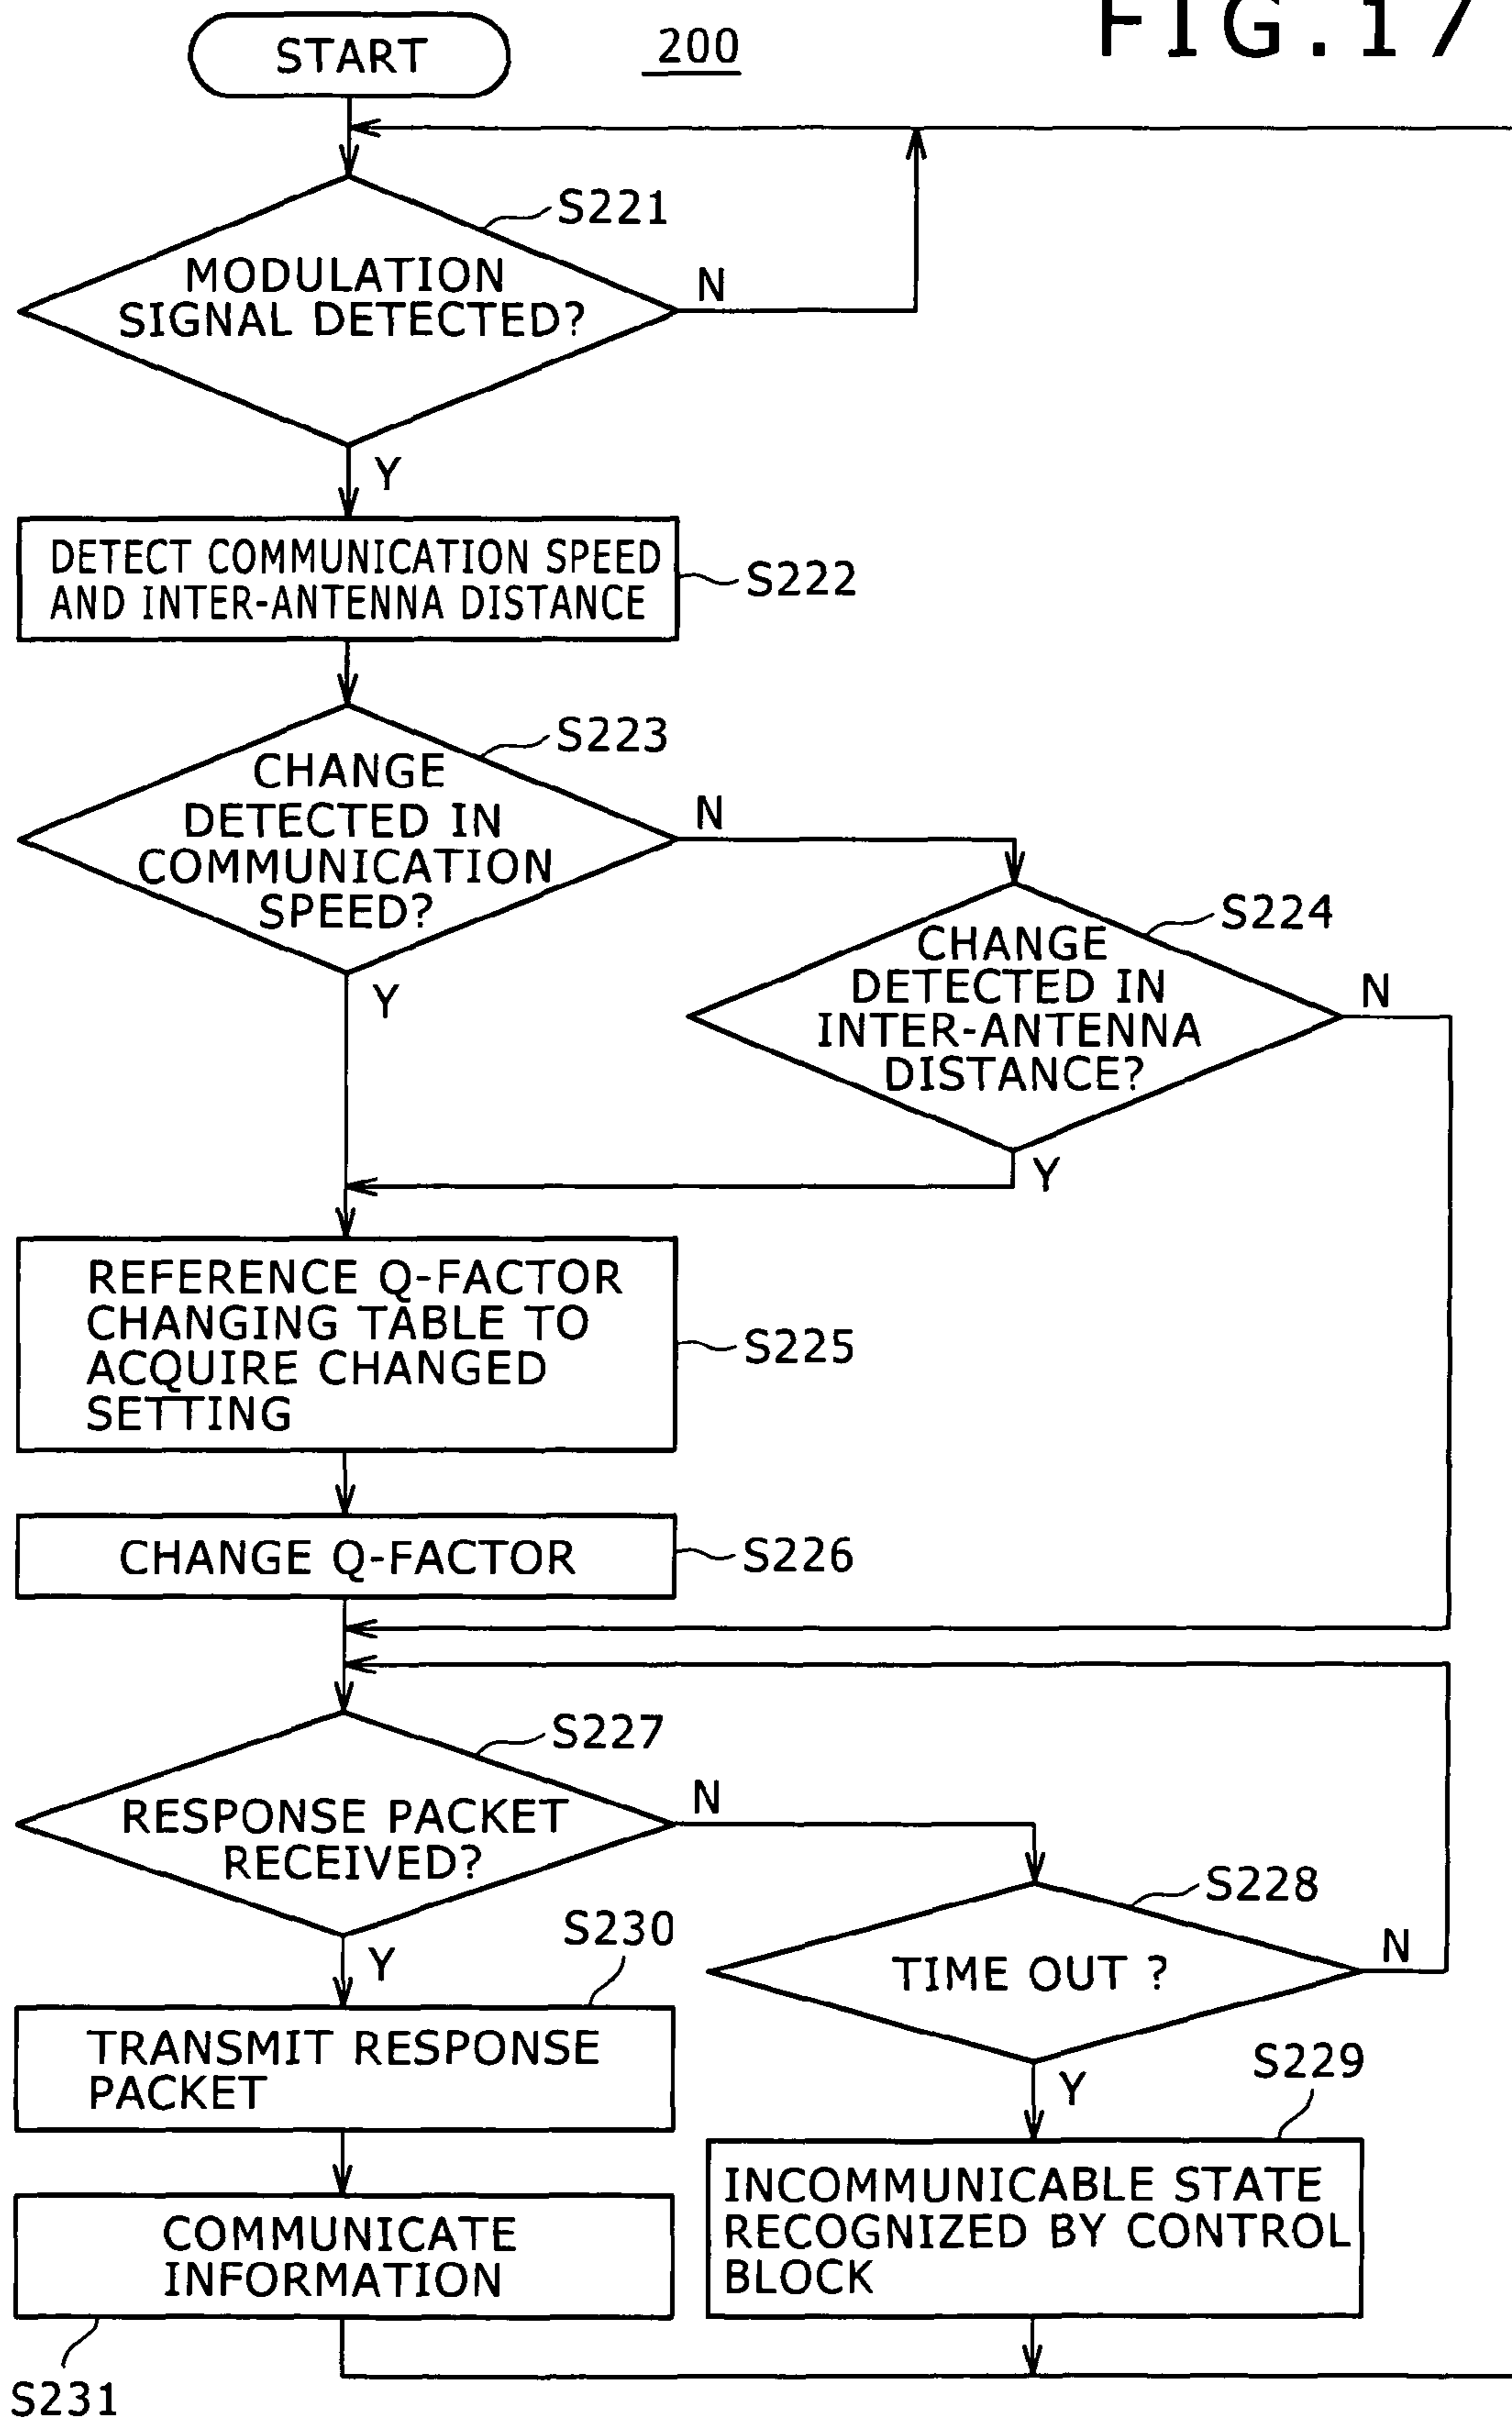 FIG.17
START
200
S221
MODULATION
SIGNAL DETECTED?
N
Y
DETECT COMMUNICATION SPEED
AND INTER-ANTENNA DISTANCE
S222
S223
CHANGE
DETECTED IN
COMMUNICATION
SPEED?
N
Y
S224
CHANGE
DETECTED IN
INTER-ANTENNA
DISTANCE?
N
Y
REFERENCE Q-FACTOR
CHANGING TABLE TO
ACQUIRE CHANGED
SETTING
S225
CHANGE Q-FACTOR
S226
S227
RESPONSE PACKET
RECEIVED?
N
Y
S228
TIME OUT ?
N
Y
S230
TRANSMIT RESPONSE
PACKET
S229
INCOMMUNICABLE STATE
RECOGNIZED BY CONTROL
BLOCK
COMMUNICATE
INFORMATION
S231